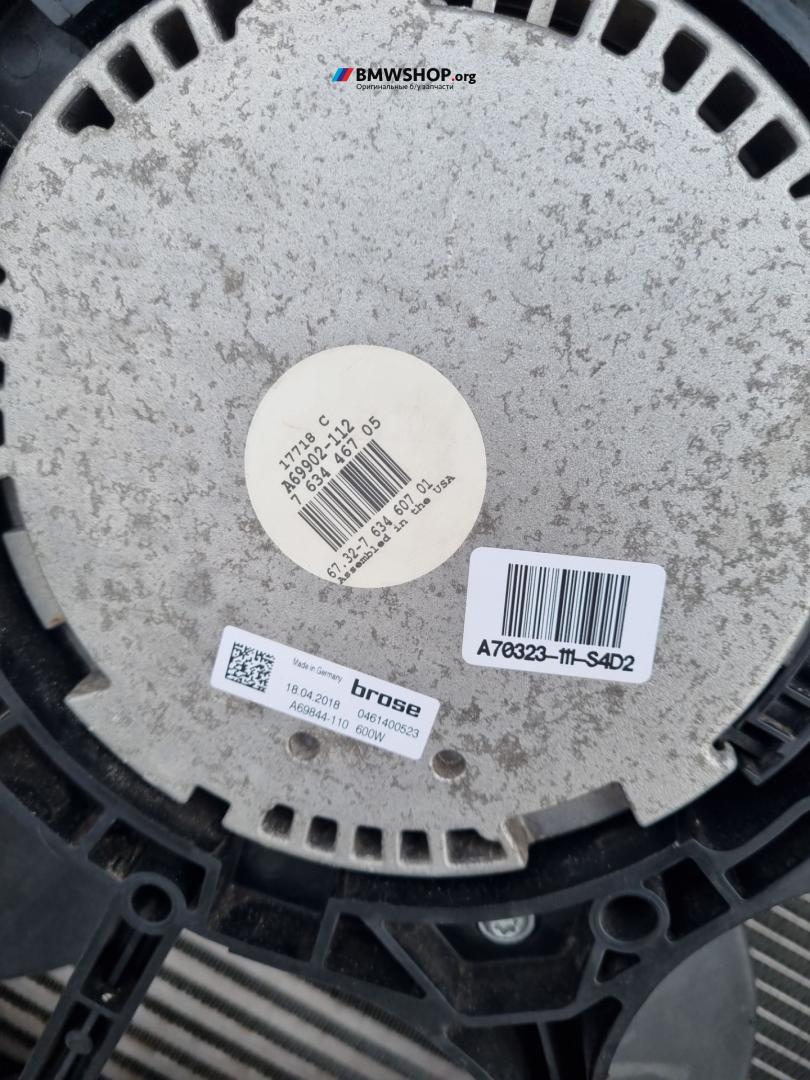 BMWSHOP.org
Оригинальные б/у запчасти
17718 C
A69902-112
7 634 467 05
67.32-7 634 607 01
Assembled in the USA
A70323-111-S4D2
Made in Germany
brose
18.04.2018 0461400523
A69844-110 600W